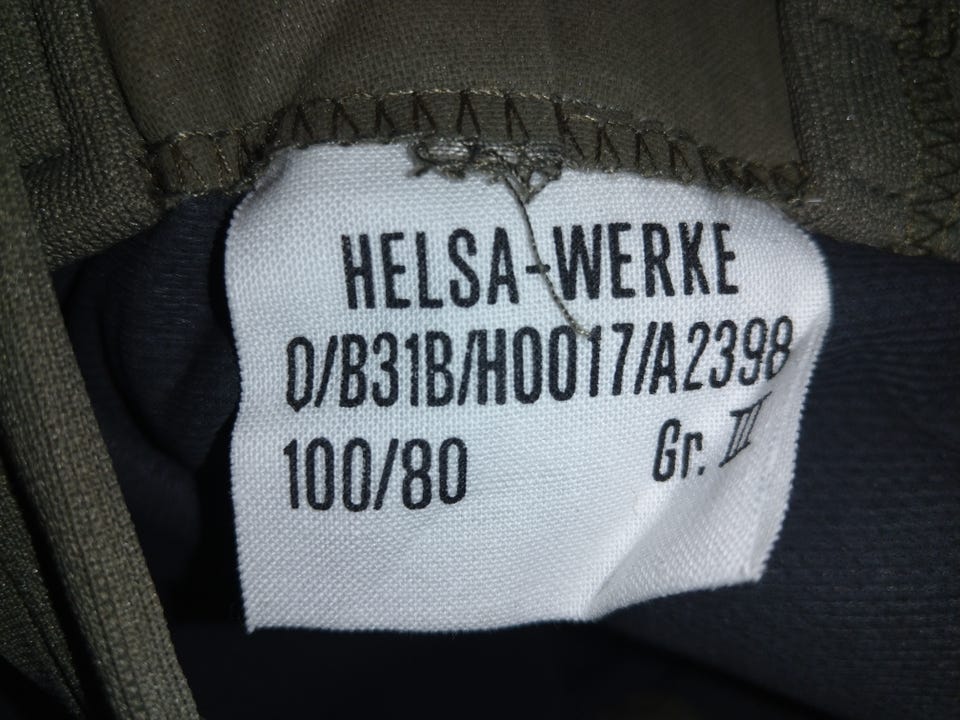 HELSA-WERKE
0/B31B/H0017/A2398
100/80 Gr. III